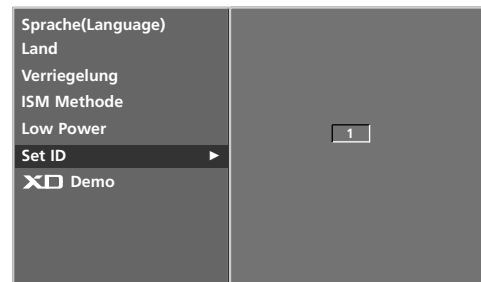 Sprache(Language)
Land
Verriegelung
ISM Methode
Low Power
Set ID ►
1
XD Demo